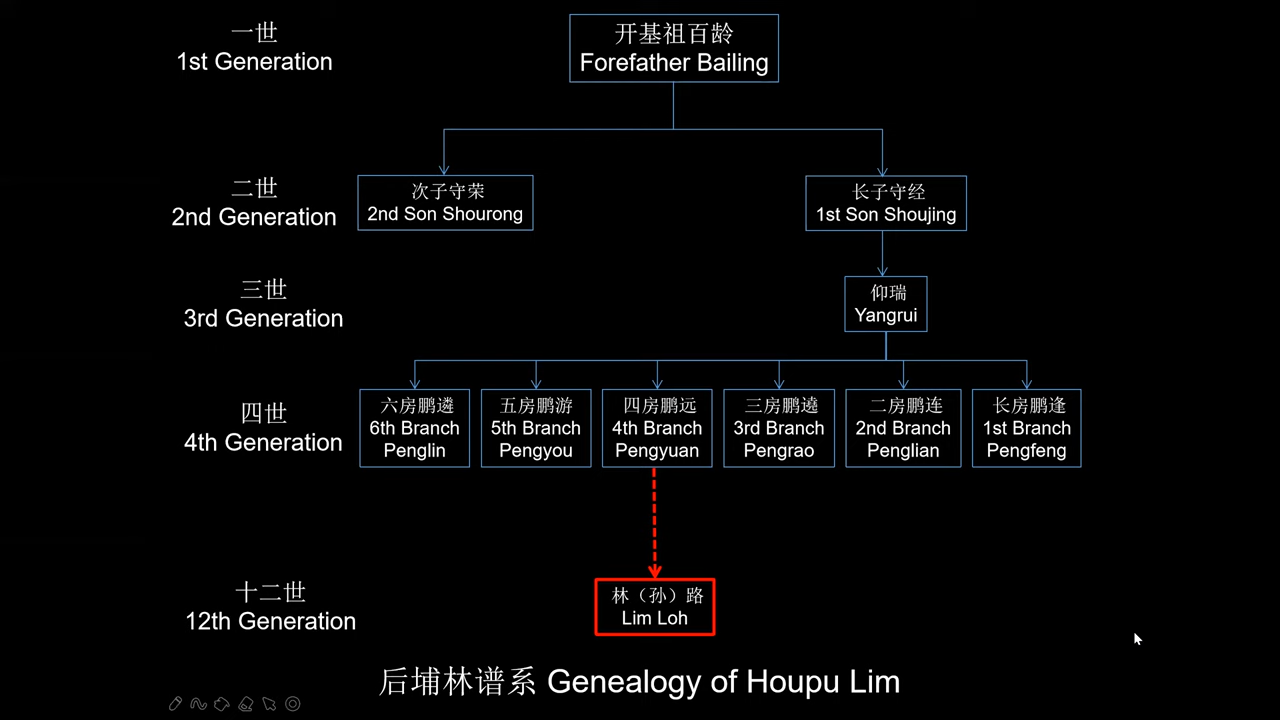 一世
1st Generation
开基祖百龄
Forefather Bailing
二世
2nd Generation
次子守荣
2nd Son Shourong
长子守经
1st Son Shoujing
三世
3rd Generation
仰瑞
Yangrui
四世
4th Generation
六房鹏遴
6th Branch
Penglin
五房鹏游
5th Branch
Pengyou
四房鹏远
4th Branch
Pengyuan
三房鹏遶
3rd Branch
Pengrao
二房鹏连
2nd Branch
Penglian
长房鹏逢
1st Branch
Pengfeng
十二世
12th Generation
林（孙）路
Lim Loh
后埔林谱系 Genealogy of Houpu Lim